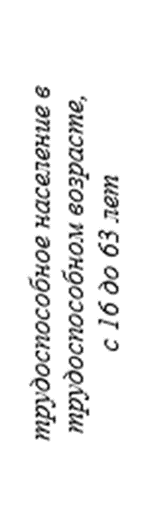 трудоспособное население в
трудоспособном возрасте,
с 16 до 63 лет